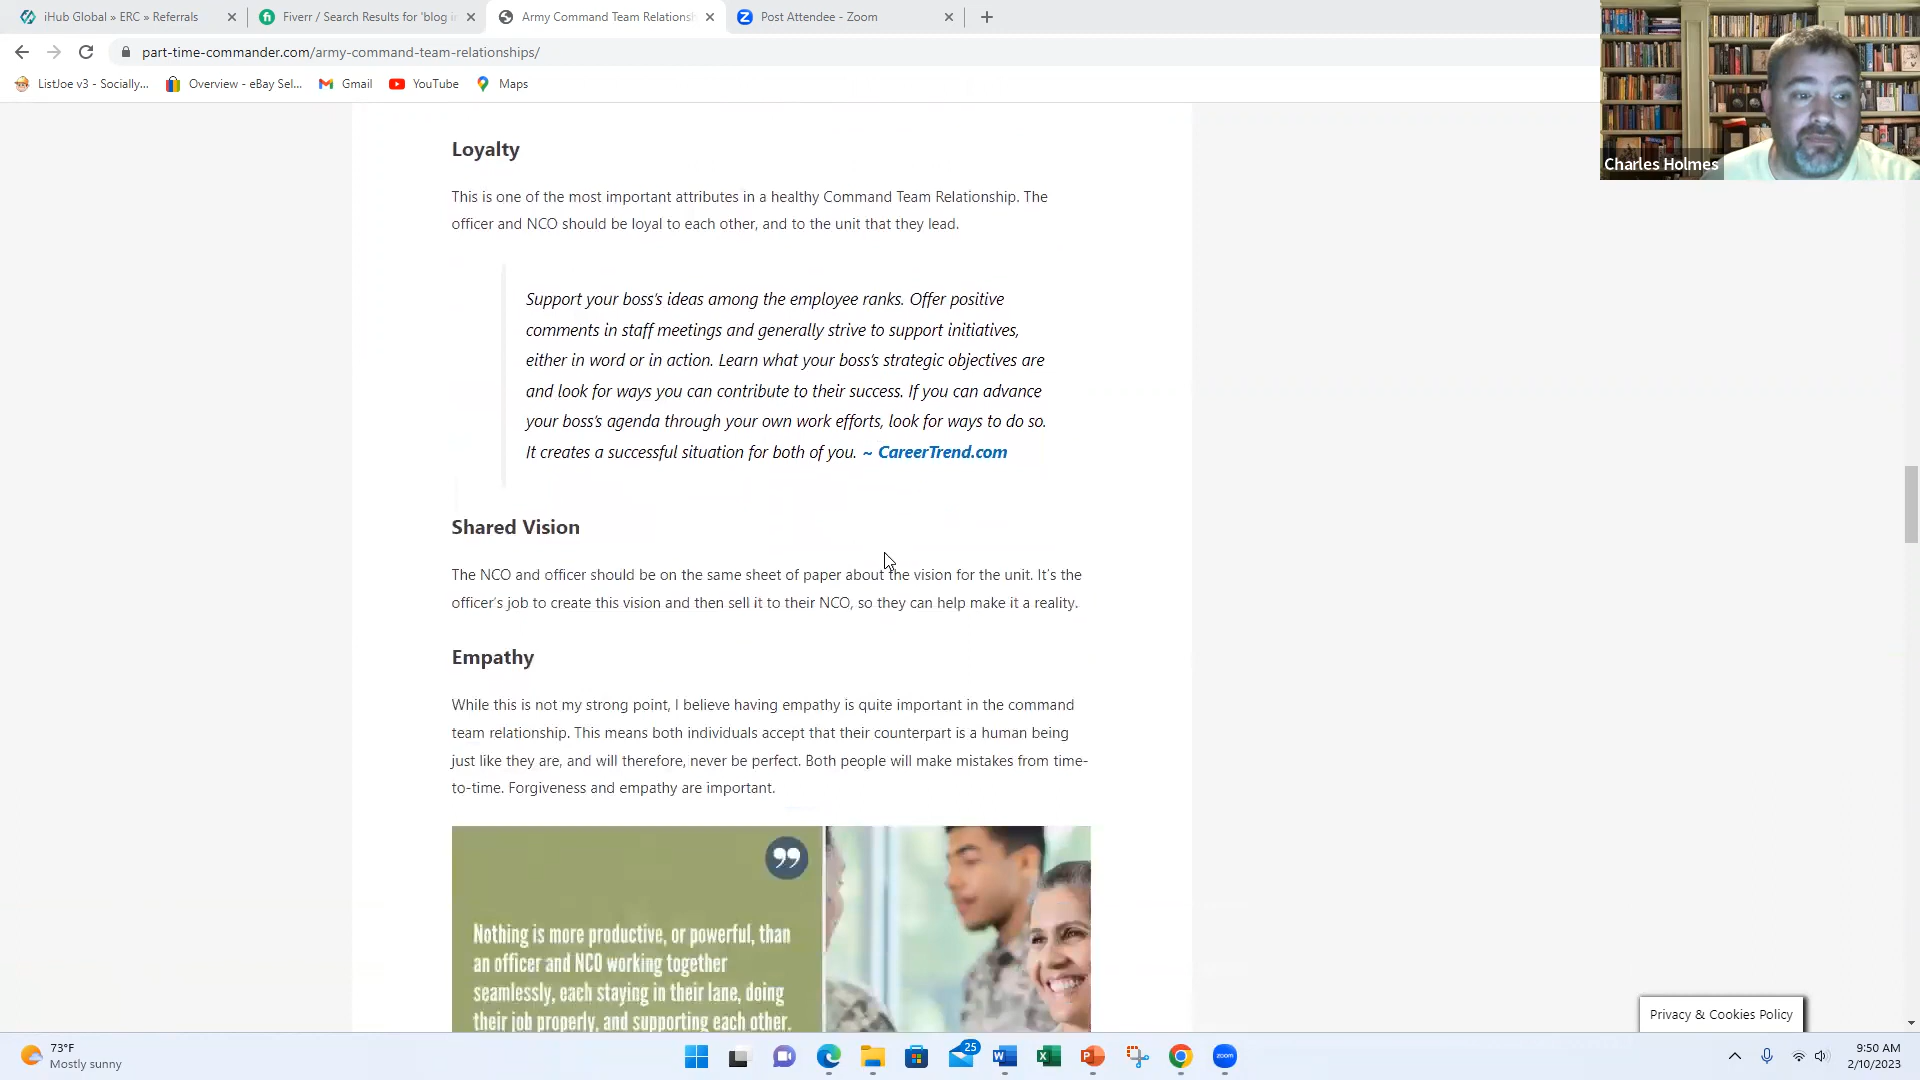 iHub Global » ERC » Referrals
Fiverr / Search Results for 'blog i
Army Command Team Relations
Post Attendee - Zoom
part-time-commander.com/army-command-team-relationships/
ListJoe v3 - Socially...
Overview - eBay Sel...
Gmail
YouTube
Maps
Charles Holmes
Loyalty
This is one of the most important attributes in a healthy Command Team Relationship. The
officer and NCO should be loyal to each other, and to the unit that they lead.
Support your boss's ideas among the employee ranks. Offer positive
comments in staff meetings and generally strive to support initiatives,
either in word or in action. Learn what your boss's strategic objectives are
and look for ways you can contribute to their success. If you can advance
your boss's agenda through your own work efforts, look for ways to do so.
It creates a successful situation for both of you. ~ CareerTrend.com
Shared Vision
The NCO and officer should be on the same sheet of paper about the vision for the unit. It's the
officer's job to create this vision and then sell it to their NCO, so they can help make it a reality.
Empathy
While this is not my strong point, I believe having empathy is quite important in the command
team relationship. This means both individuals accept that their counterpart is a human being
just like they are, and will therefore, never be perfect. Both people will make mistakes from time-
to-time. Forgiveness and empathy are important.
Nothing is more productive, or powerful, than
an officer and NCO working together
seamlessly, each staying in their lane, doing
their job properly, and supporting each other.
Privacy & Cookies Policy
73°F
Mostly sunny
25
zoom
9:50 AM
2/10/2023